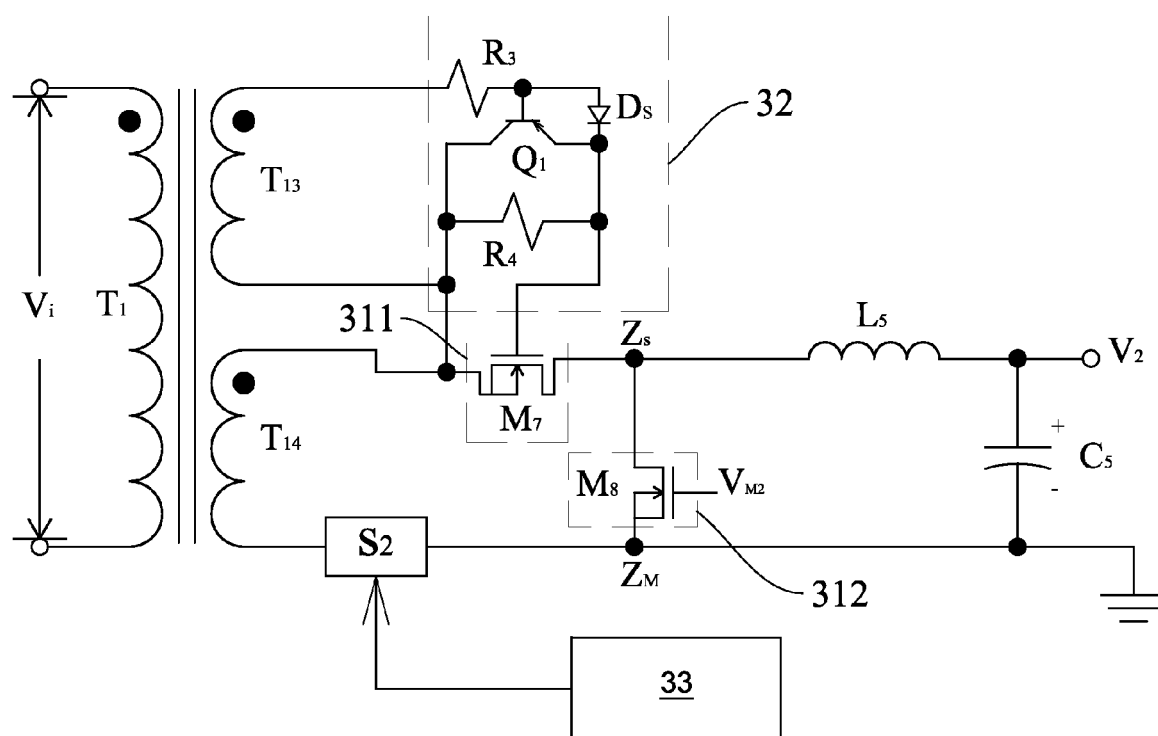 R3
DS
32
Q1
T13
R4
Vi
T1
311
ZS
L5
V2
M7
T14
M8
VM2
+
C5
-
S2
ZM
312
33